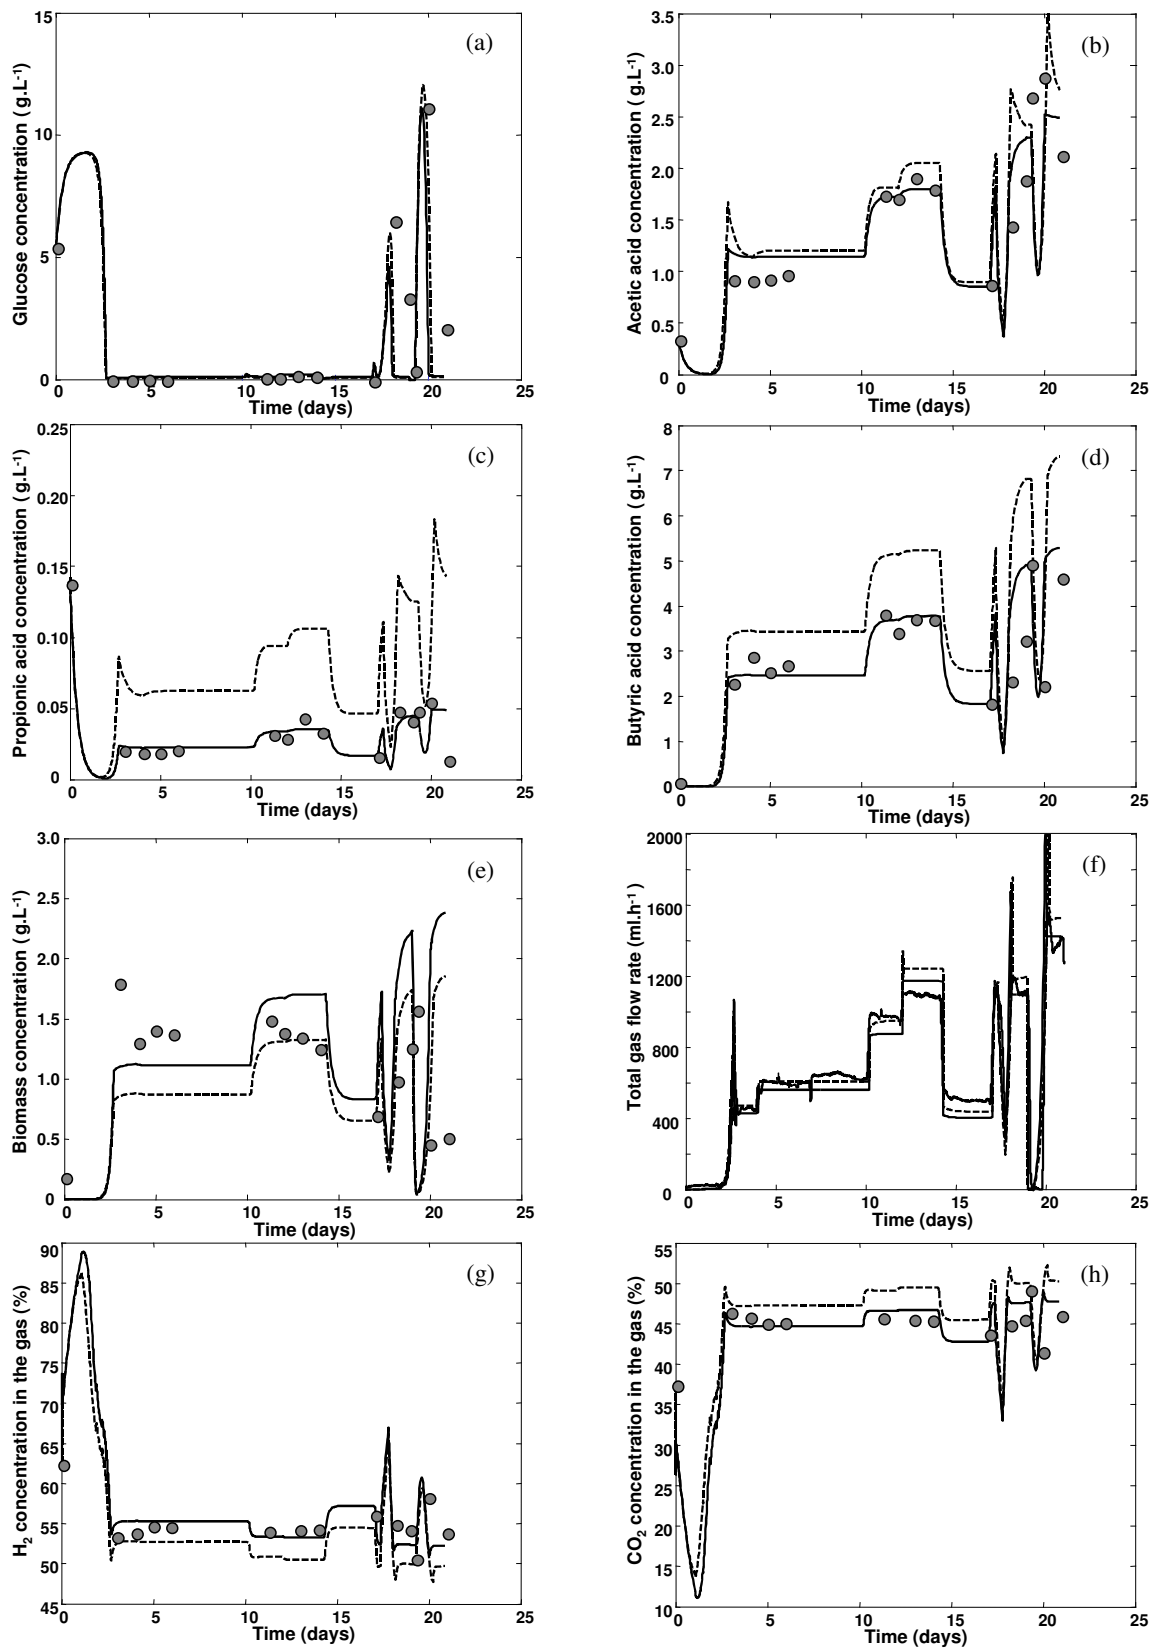 (a)
Glucose concentration (g.L-1)
15
10
5
0
0 5 10 15 20 25
Time (days)
(b)
Acetic acid concentration (g.L-1)
3.5
3.0
2.5
2.0
1.5
1.0
0.5
0
0 5 10 15 20 25
Time (days)
(c)
Propionic acid concentration (g.L-1)
0.25
0.20
0.15
0.10
0.05
0
0 5 10 15 20 25
Time (days)
(d)
Butyric acid concentration (g.L-1)
8
7
6
5
4
3
2
1
0
0 5 10 15 20 25
Time (days)
(e)
Biomass concentration (g.L-1)
3.0
2.5
2.0
1.5
1.0
0.5
0
0 5 10 15 20 25
Time (days)
(f)
Total gas flow rate (ml.h-1)
2000
1600
1200
800
400
0
0 5 10 15 20 25
Time (days)
(g)
H2 concentration in the gas (%)
90
85
80
75
70
65
60
55
50
45
0 5 10 15 20 25
Time (days)
(h)
CO2 concentration in the gas (%)
55
50
45
40
35
30
25
20
15
10
0 5 10 15 20 25
Time (days)